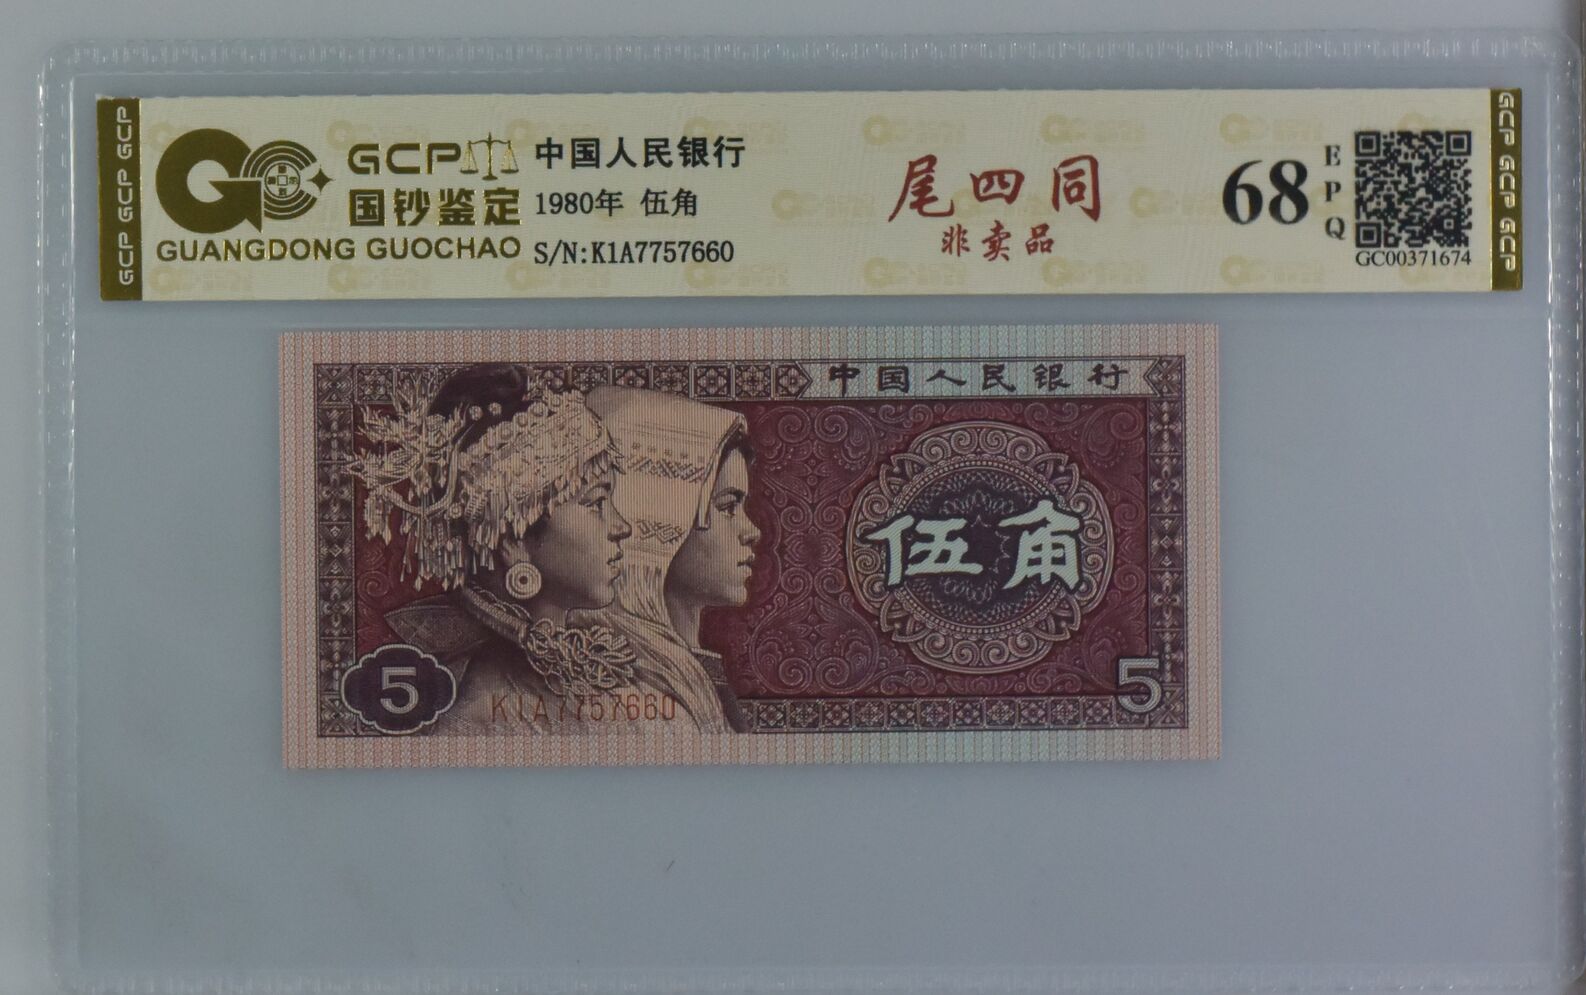 GCP GCP GCP
GCP
国钞鉴定
GUANGDONG GUOCHAO
中国人民银行
1980年 伍角
S/N:K1A7757660
尾四同
非卖品
68
EPQ
GC00371674
GCP GCP GCP
中国人民银行
伍角
5
K1A7757660
5